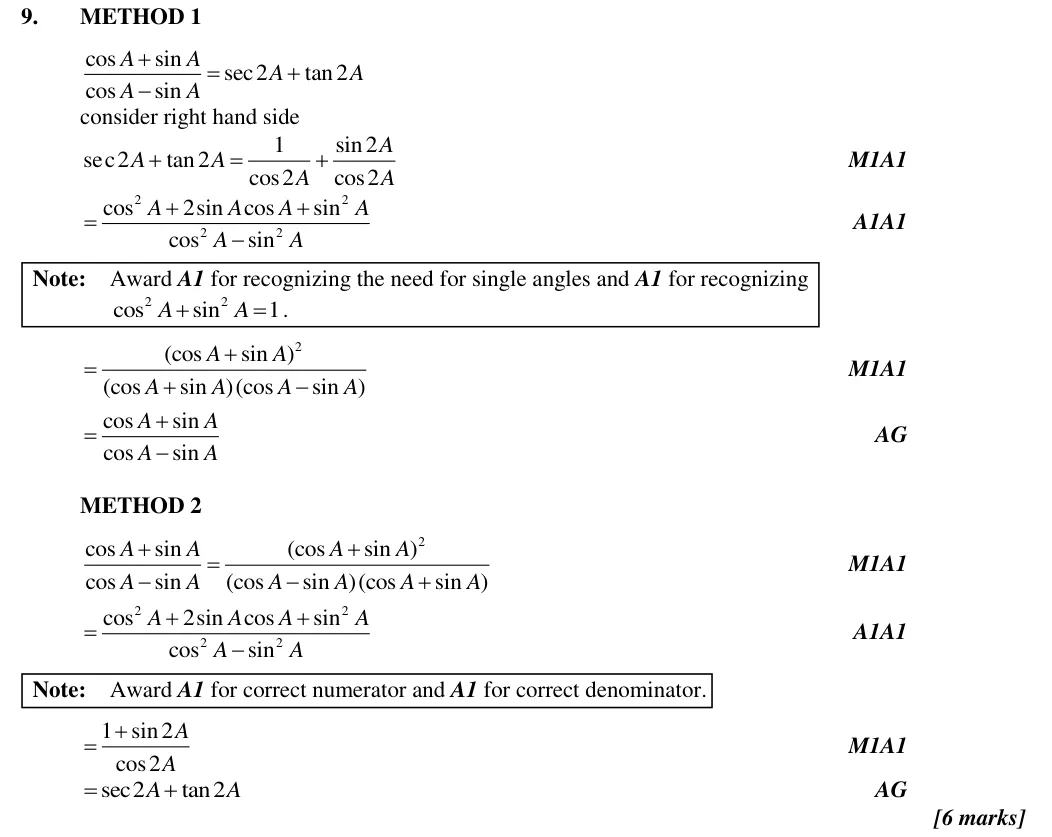 9. METHOD 1
cos A + sin A / cos A − sin A = sec 2A + tan 2A
consider right hand side
sec 2A + tan 2A = 1 / cos 2A + sin 2A / cos 2A M1A1
= cos² A + 2sin A cos A + sin² A / cos² A − sin² A A1A1
Note: Award A1 for recognizing the need for single angles and A1 for recognizing
cos² A + sin² A = 1.
= (cos A + sin A)² / (cos A + sin A)(cos A − sin A) M1A1
= cos A + sin A / cos A − sin A AG
METHOD 2
cos A + sin A / cos A − sin A = (cos A + sin A)² / (cos A − sin A)(cos A + sin A) M1A1
= cos² A + 2sin A cos A + sin² A / cos² A − sin² A A1A1
Note: Award A1 for correct numerator and A1 for correct denominator.
= 1 + sin 2A / cos 2A M1A1
= sec 2A + tan 2A AG
[6 marks]